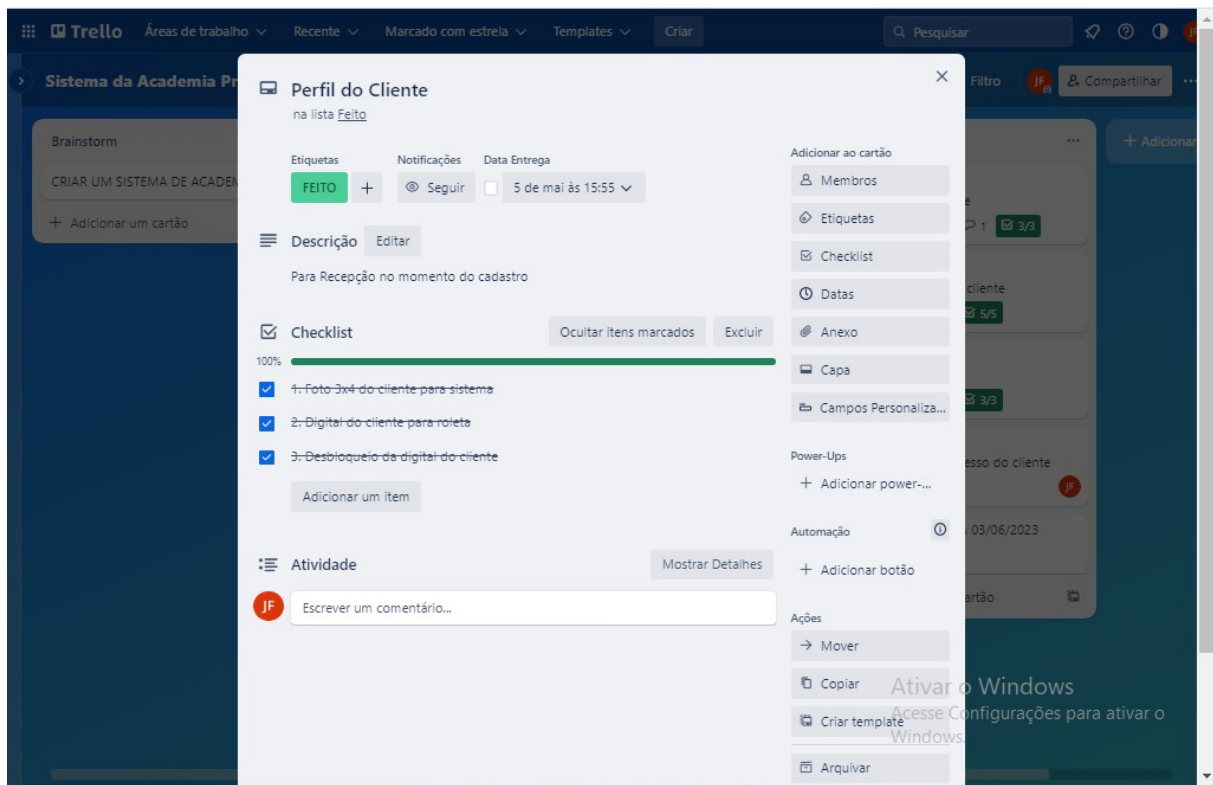 Trello Áreas de trabalho Recente Marcado com estrela Templates Criar Pesquisar
Sistema da Academia Pr
Filtro JF Compartilhar
Brainstorm
CRIAR UM SISTEMA DE ACADEM
+ Adicionar um cartão
+ Adicionar
Perfil do Cliente
na lista Feito
Etiquetas Notificações Data Entrega
FEITO + Seguir 5 de mai às 15:55
Descrição Editar
Para Recepção no momento do cadastro
Checklist Ocultar itens marcados Excluir
100%
1. Foto 3x4 do cliente para sistema
2. Digital do cliente para roleta
3. Desbloqueio da digital do cliente
Adicionar um item
Atividade Mostrar Detalhes
JF Escrever um comentário...
Adicionar ao cartão
Membros
Etiquetas
Checklist
Datas
Anexo
Capa
Campos Personaliza...
Power-Ups
+ Adicionar power-...
Automação
+ Adicionar botão
Ações
Mover
Copiar
Criar template
Arquivar
1 3/3
cliente
5/5
3/3
esso do cliente
JF
03/06/2023
artão
Ativar o Windows
Acesse Configurações para ativar o
Windows.